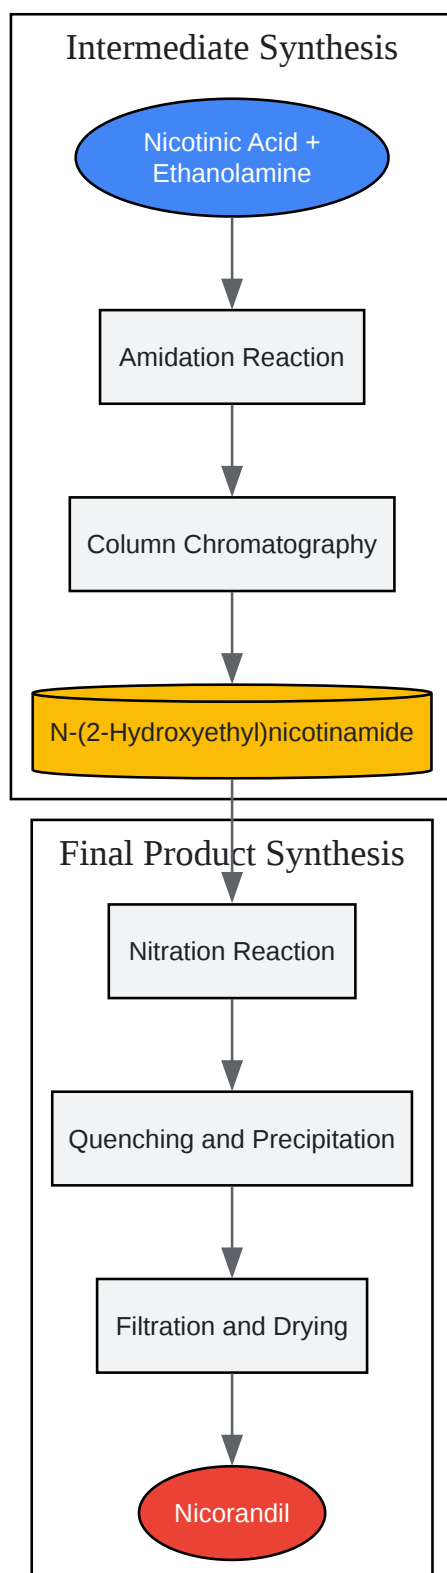 Intermediate Synthesis
Nicotinic Acid +
Ethanolamine
Amidation Reaction
Column Chromatography
N-(2-Hydroxyethyl)nicotinamide
Final Product Synthesis
Nitration Reaction
Quenching and Precipitation
Filtration and Drying
Nicorandil